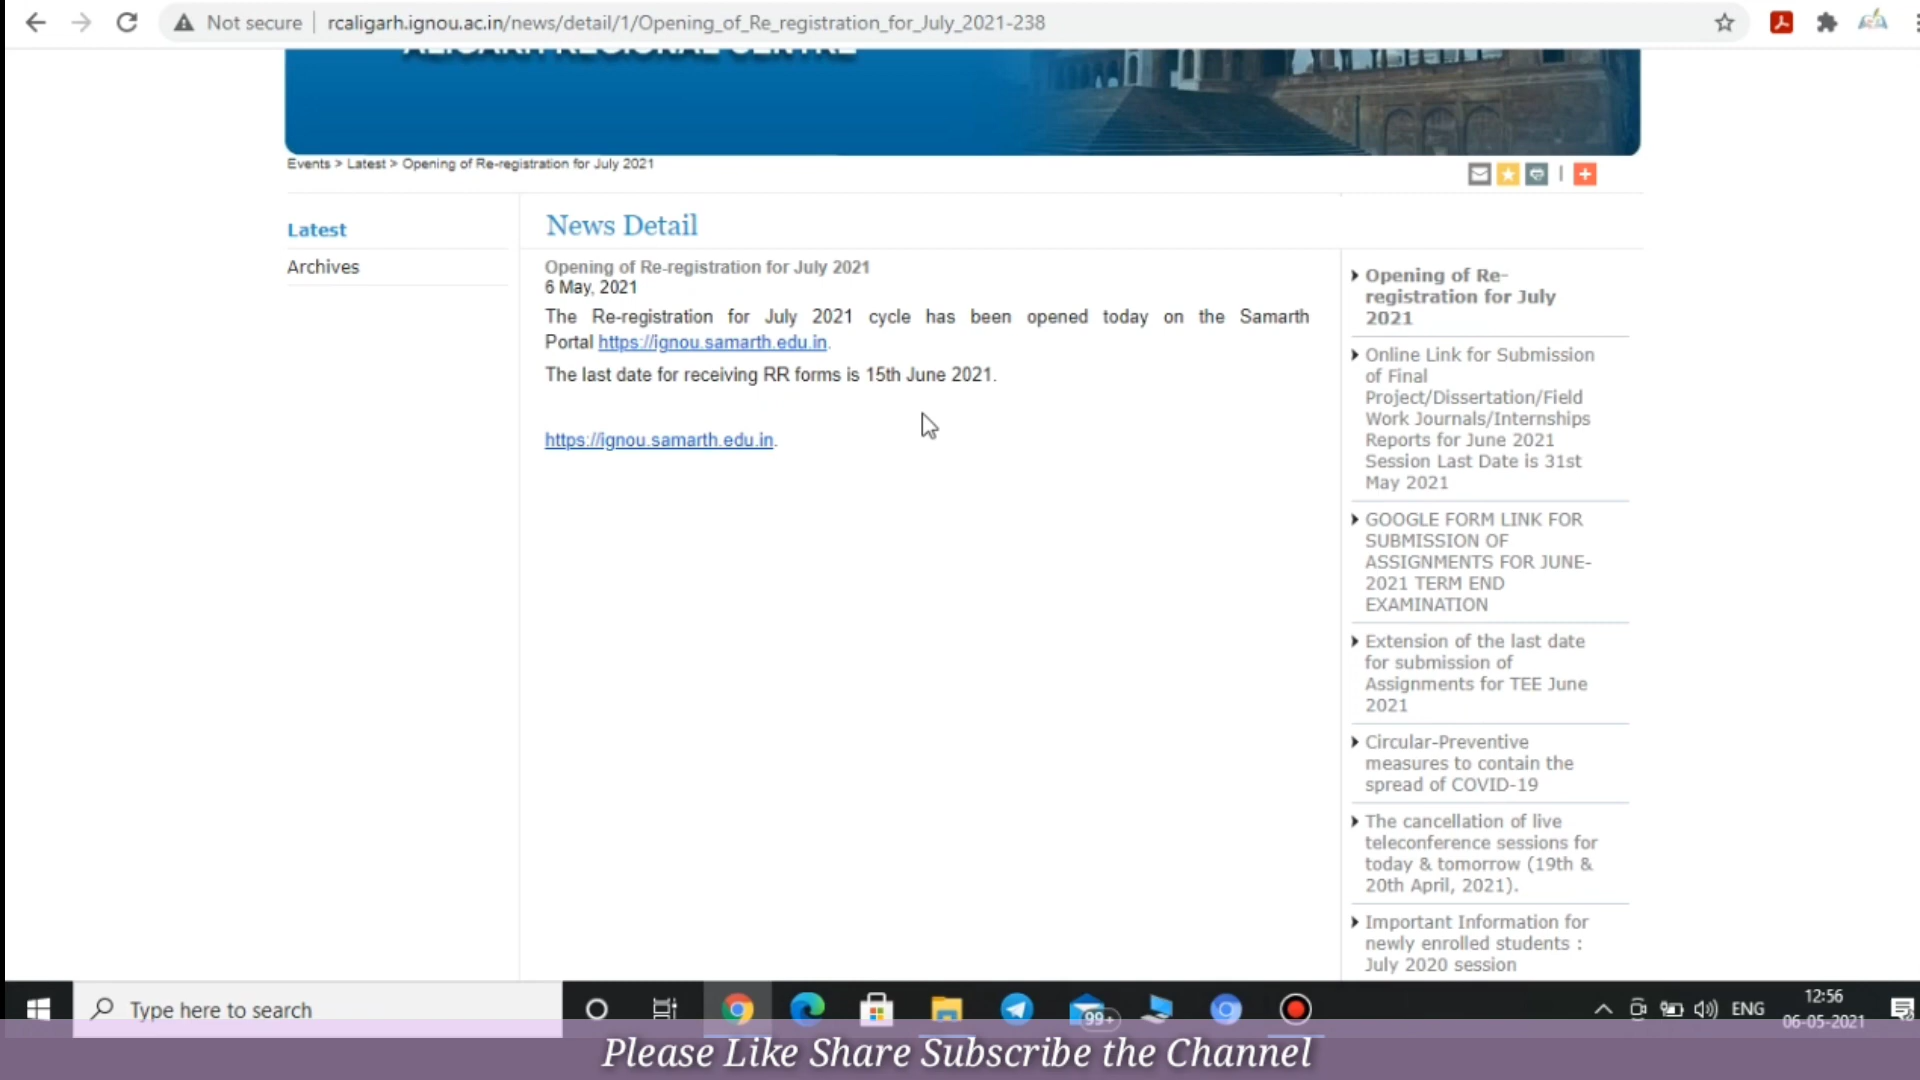 Not secure | rcaligarh.ignou.ac.in/news/detail/1/Opening_of_Re_registration_for_July_2021-238
ALIGARH REGIONAL CENTRE
Events > Latest > Opening of Re-registration for July 2021
Latest
Archives
News Detail
Opening of Re-registration for July 2021
6 May, 2021
The Re-registration for July 2021 cycle has been opened today on the Samarth
Portal https://ignou.samarth.edu.in.
The last date for receiving RR forms is 15th June 2021.
https://ignou.samarth.edu.in.
Opening of Re-
registration for July
2021
Online Link for Submission
of Final
Project/Dissertation/Field
Work Journals/Internships
Reports for June 2021
Session Last Date is 31st
May 2021
GOOGLE FORM LINK FOR
SUBMISSION OF
ASSIGNMENTS FOR JUNE-
2021 TERM END
EXAMINATION
Extension of the last date
for submission of
Assignments for TEE June
2021
Circular-Preventive
measures to contain the
spread of COVID-19
The cancellation of live
teleconference sessions for
today & tomorrow (19th &
20th April, 2021).
Important Information for
newly enrolled students :
July 2020 session
Type here to search
99+
ENG
12:56
06-05-2021
Please Like Share Subscribe the Channel